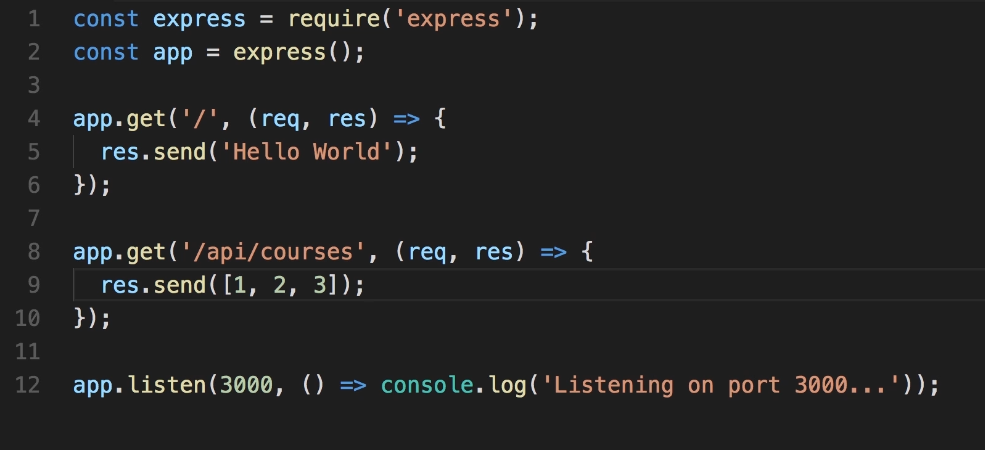 1 const express = require('express');
2 const app = express();
3
4 app.get('/', (req, res) => {
5   res.send('Hello World');
6 });
7
8 app.get('/api/courses', (req, res) => {
9   res.send([1, 2, 3]);
10 });
11
12 app.listen(3000, () => console.log('Listening on port 3000...'));